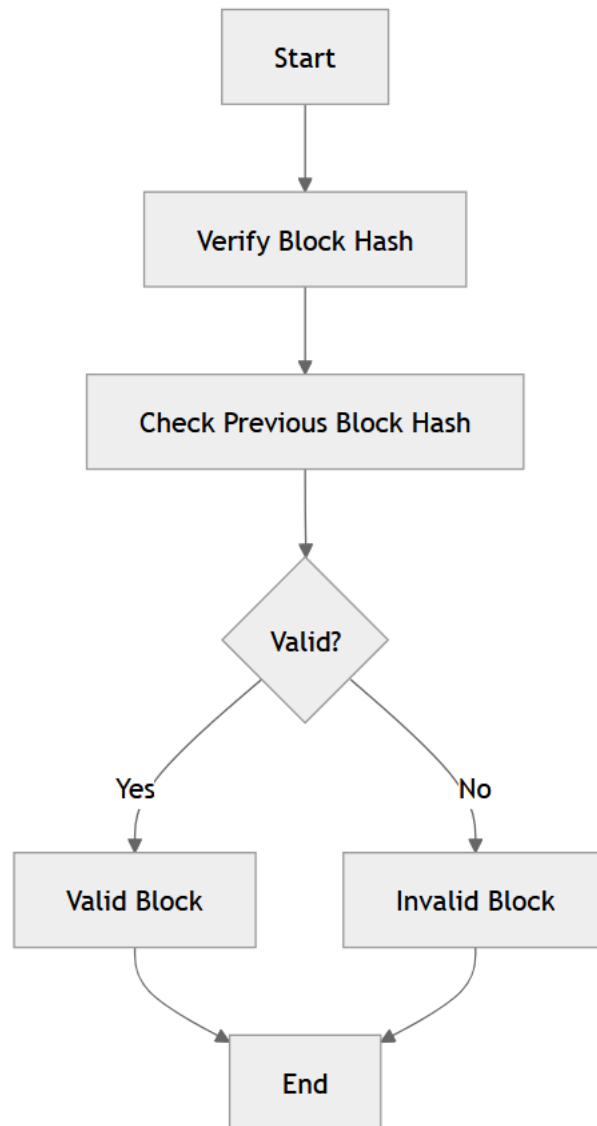 Start
Verify Block Hash
Check Previous Block Hash
Valid?
Yes
No
Valid Block
Invalid Block
End